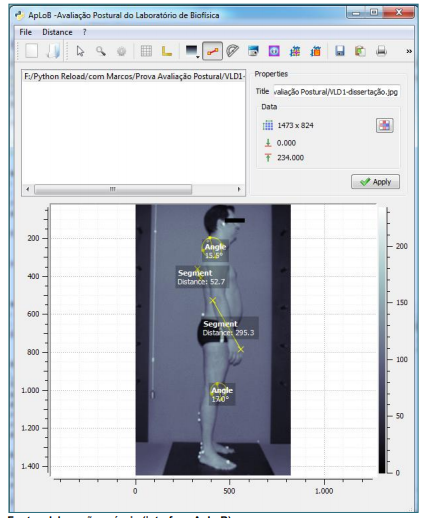 ApLoB -Avaliação Postural do Laboratório de Biofísica
File Distance ?
»
F:/Python Reload/com Marcos/Prova Avaliação Postural/VLD1-
Properties
Title valiação Postural/VLD1-dissertação.jpg
Data
1473 x 824
0.000
234.000
Apply
200
400
600
800
1.000
1.200
1.400
0
500
1.000
Angle
15.5°
Segment
Distance: 52.7
Segment
Distance: 295.3
Angle
17.0°
200
150
100
50
0